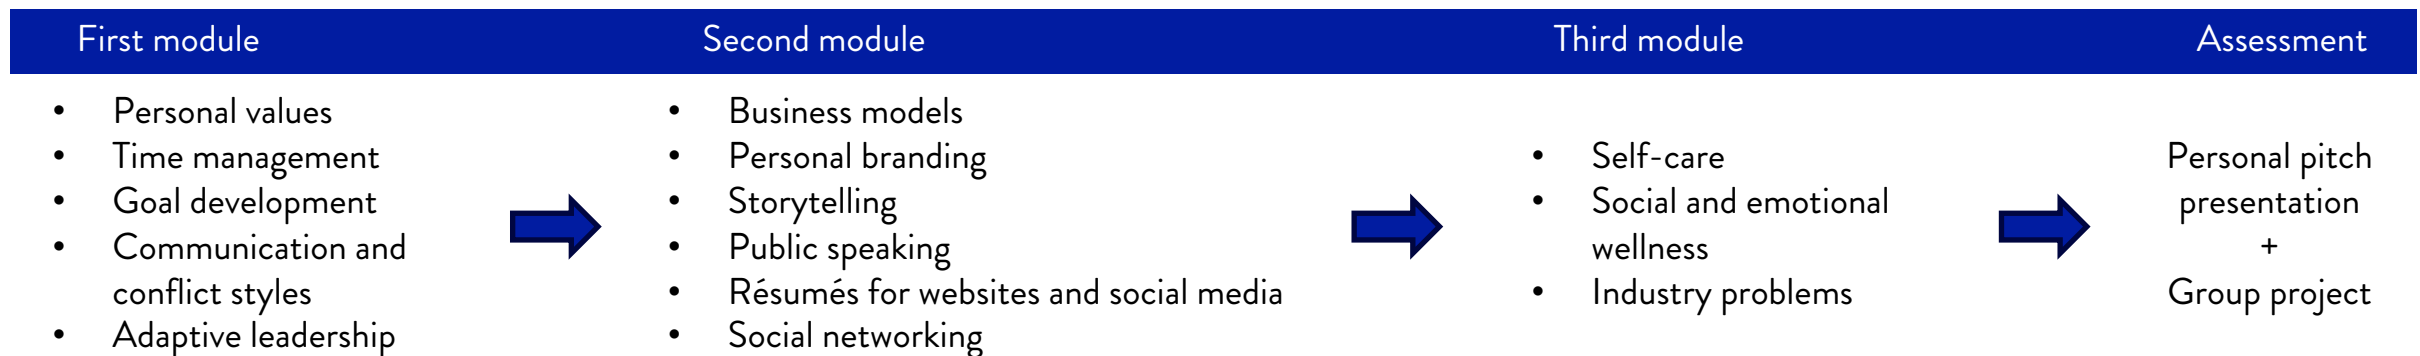 First module
Second module
Third module
Assessment
• Personal values
• Time management
• Goal development
• Communication and
conflict styles
• Adaptive leadership
• Business models
• Personal branding
• Storytelling
• Public speaking
• Résumés for websites and social media
• Social networking
• Self-care
• Social and emotional
wellness
• Industry problems
Personal pitch
presentation
+
Group project